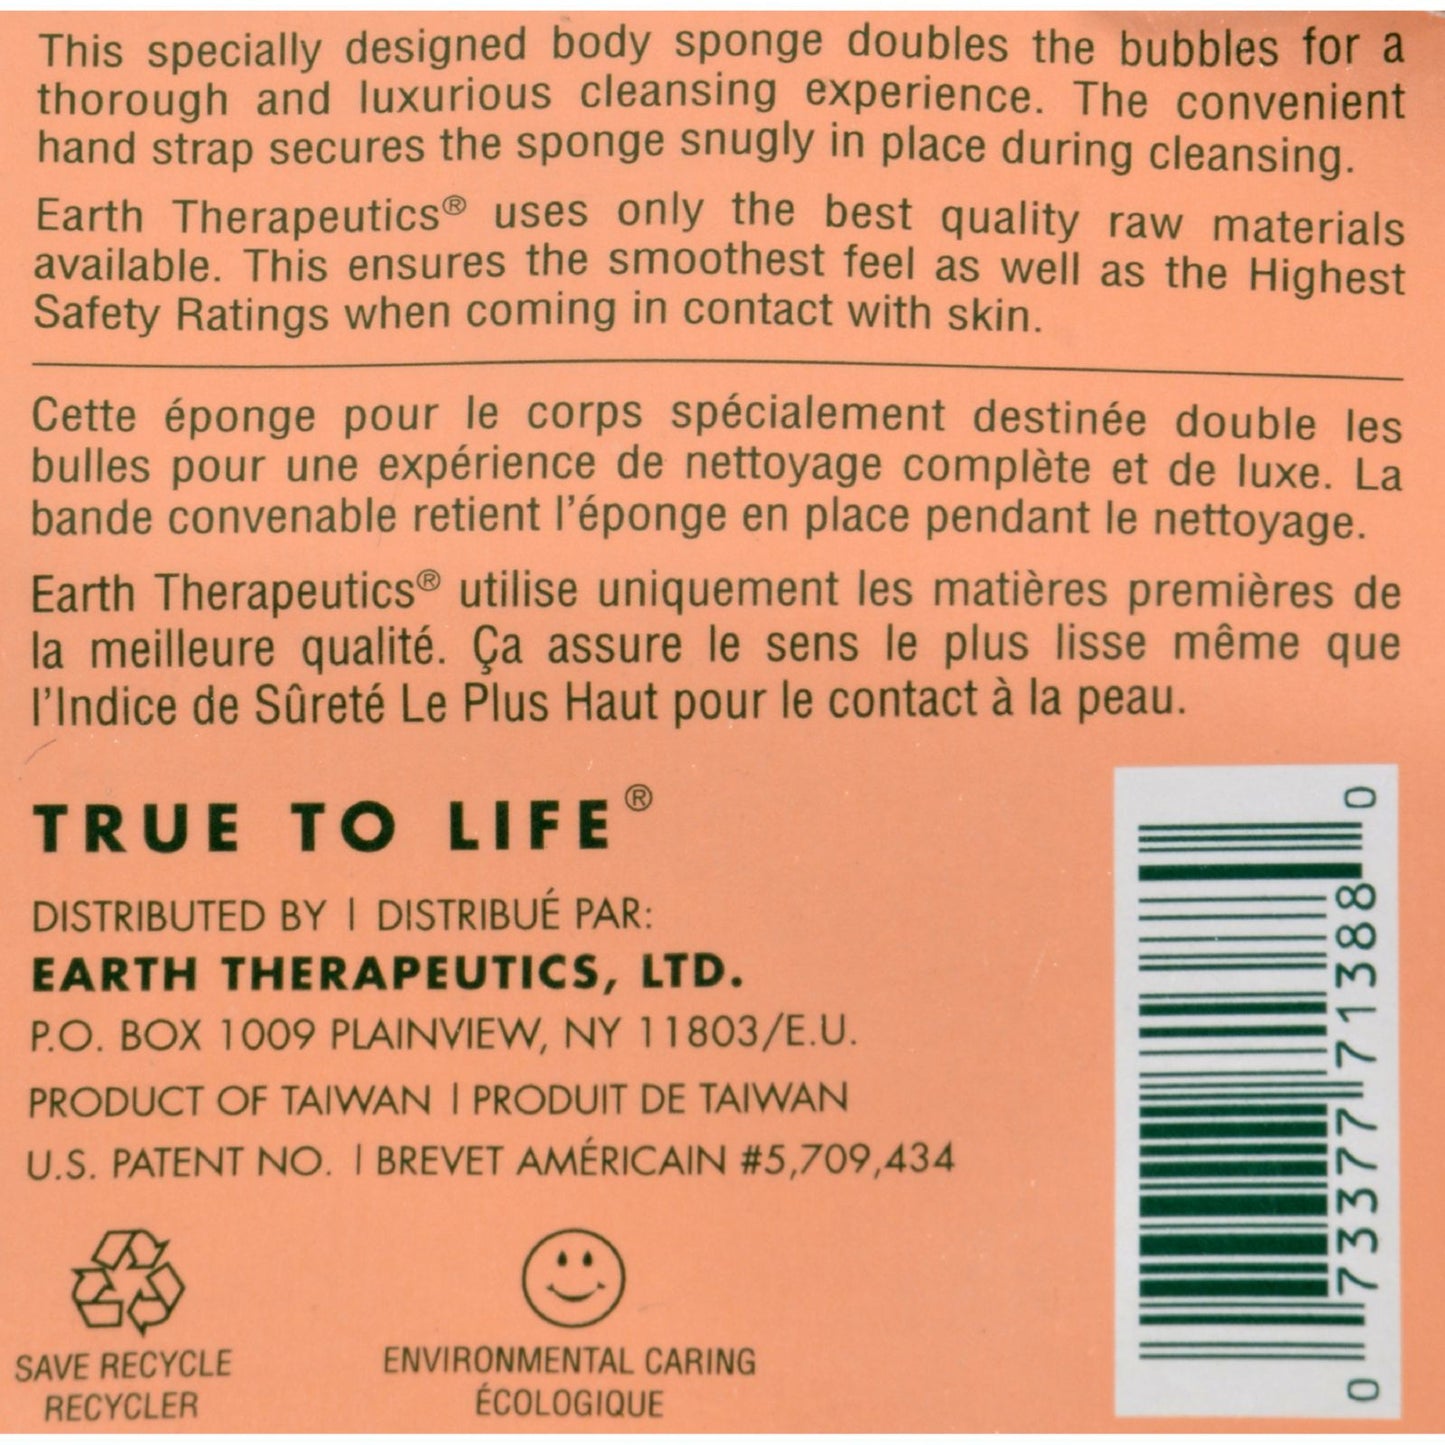 This specially designed body sponge doubles the bubbles for a
thorough and luxurious cleansing experience. The convenient
hand strap secures the sponge snugly in place during cleansing.
Earth Therapeutics® uses only the best quality raw materials
available. This ensures the smoothest feel as well as the Highest
Safety Ratings when coming in contact with skin.
Cette éponge pour le corps spécialement destinée double les
bulles pour une expérience de nettoyage complète et de luxe. La
bande convenable retient l'éponge en place pendant le nettoyage.
Earth Therapeutics® utilise uniquement les matières premières de
la meilleure qualité. Ça assure le sens le plus lisse même que
l'Indice de Sûreté Le Plus Haut pour le contact à la peau.
TRUE TO LIFE®
DISTRIBUTED BY | DISTRIBUÉ PAR:
EARTH THERAPEUTICS, LTD.
P.O. BOX 1009 PLAINVIEW, NY 11803/E.U.
PRODUCT OF TAIWAN | PRODUIT DE TAIWAN
U.S. PATENT NO. | BREVET AMÉRICAIN #5,709,434
SAVE RECYCLE
RECYCLER
ENVIRONMENTAL CARING
ÉCOLOGIQUE
0 73377 71388 0